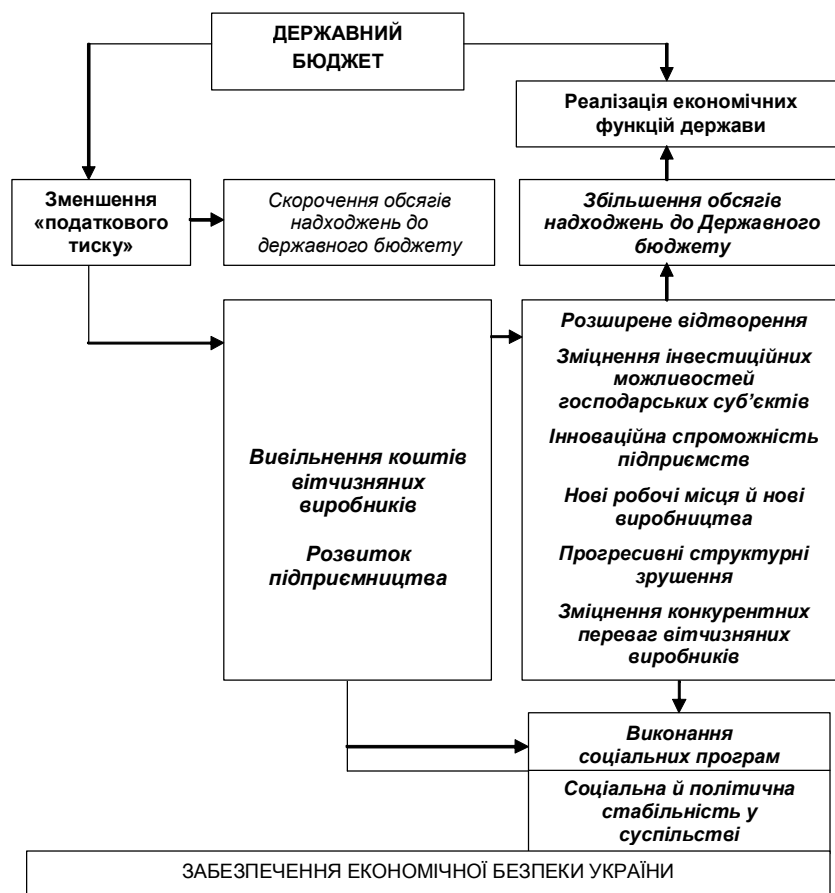 ДЕРЖАВНИЙ
БЮДЖЕТ
Реалізація економічних
функцій держави
Зменшення
«податкового
тиску»
Скорочення обсягів
надходжень до
державного бюджету
Збільшення обсягів
надходжень до Державного
бюджету
Вивільнення коштів
вітчизняних
виробників
Розвиток
підприємництва
Розширене відтворення
Зміцнення інвестиційних
можливостей
господарських суб’єктів
Інноваційна спроможність
підприємств
Нові робочі місця й нові
виробництва
Прогресивні структурні
зрушення
Зміцнення конкурентних
переваг вітчизняних
виробників
Виконання
соціальних програм
Соціальна й політична
стабільність у
суспільстві
ЗАБЕЗПЕЧЕННЯ ЕКОНОМІЧНОЇ БЕЗПЕКИ УКРАЇНИ